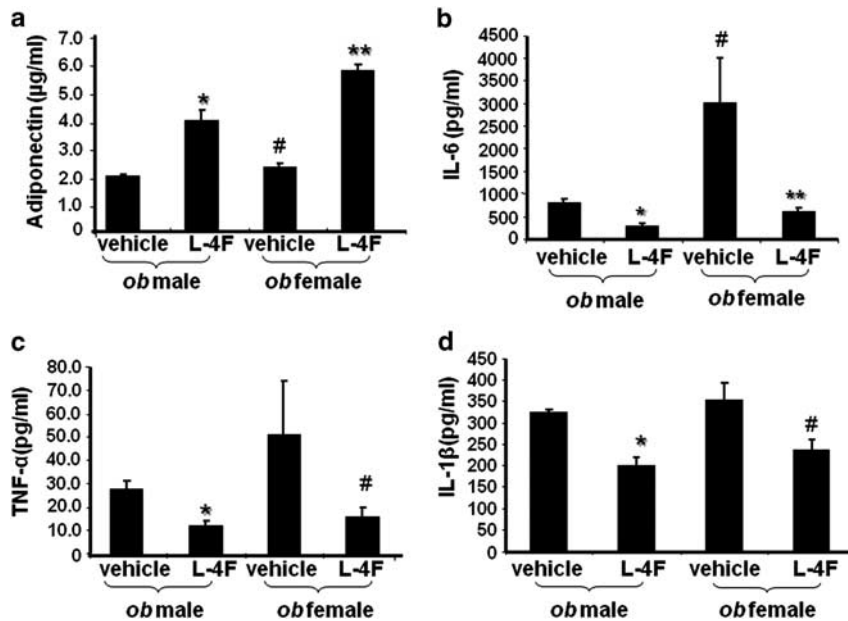 a
7.0
6.0
5.0
4.0
3.0
2.0
1.0
0
Adiponectin (µg/ml)
*
#
**
vehicle L-4F vehicle L-4F
ob male ob female
b
4500
4000
3500
3000
2500
2000
1500
1000
500
0
IL-6 (pg/ml)
*
#
**
vehicle L-4F vehicle L-4F
ob male ob female
c
80.0
70.0
60.0
50.0
40.0
30.0
20.0
10.0
0.0
TNF-α(pg/ml)
*
#
vehicle L-4F vehicle L-4F
ob male ob female
d
450
400
350
300
250
200
150
100
50
0
IL-1β(pg/ml)
*
#
vehicle L-4F vehicle L-4F
ob male ob female